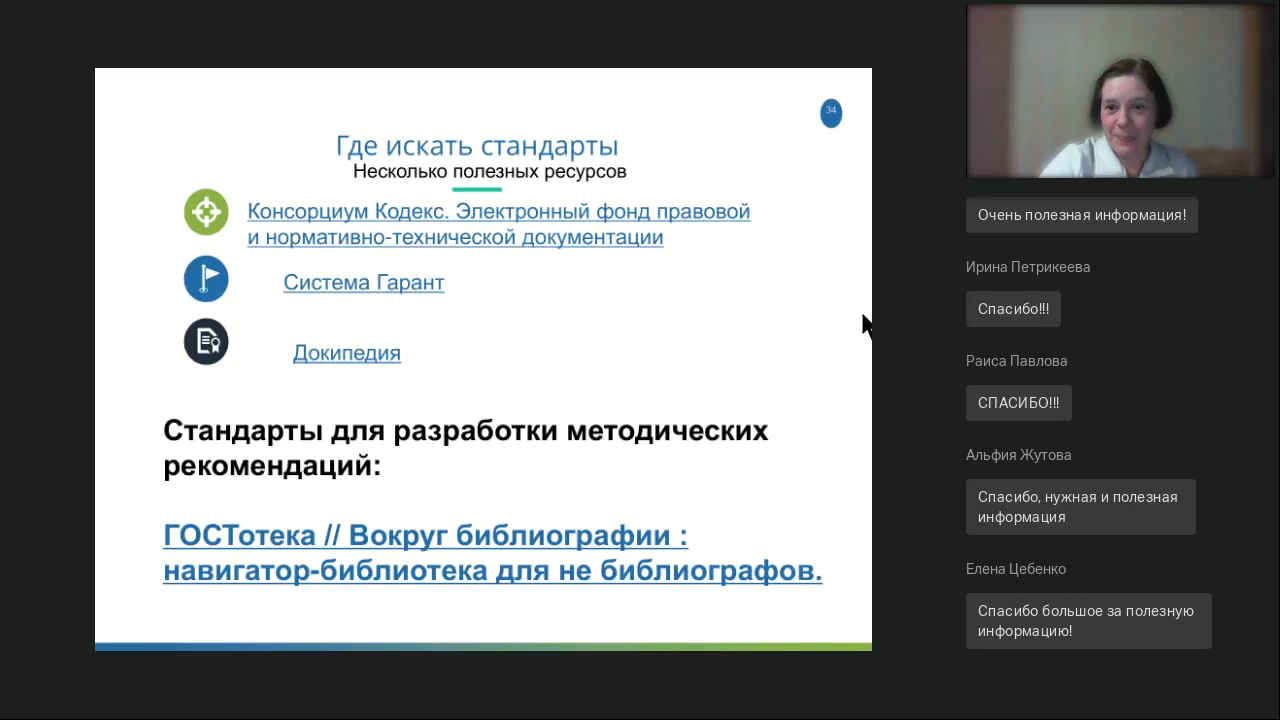 34
Где искать стандарты
Несколько полезных ресурсов
Консорциум Кодекс. Электронный фонд правовой
и нормативно-технической документации
Система Гарант
Докипедия
Стандарты для разработки методических
рекомендаций:
ГОСТотека // Вокруг библиографии :
навигатор-библиотека для не библиографов.
Очень полезная информация!
Ирина Петрикеева
Спасибо!!!
Раиса Павлова
СПАСИБО!!!
Альфия Жутова
Спасибо, нужная и полезная
информация
Елена Цебенко
Спасибо большое за полезную
информацию!